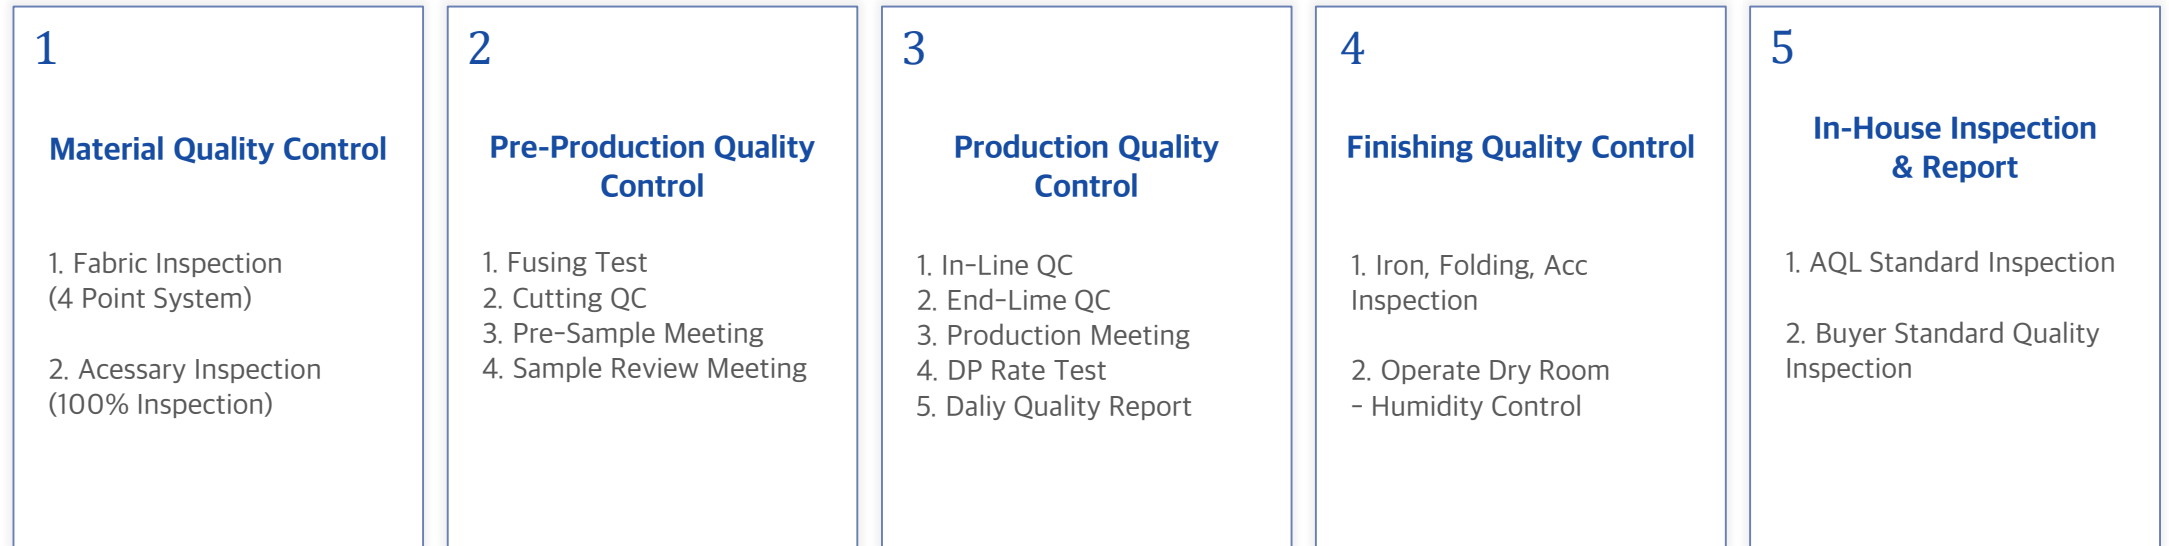 1
Material Quality Control
1. Fabric Inspection
(4 Point System)
2. Acessary Inspection
(100% Inspection)
2
Pre-Production Quality
Control
1. Fusing Test
2. Cutting QC
3. Pre-Sample Meeting
4. Sample Review Meeting
3
Production Quality
Control
1. In-Line QC
2. End-Lime QC
3. Production Meeting
4. DP Rate Test
5. Daliy Quality Report
4
Finishing Quality Control
1. Iron, Folding, Acc
Inspection
2. Operate Dry Room
- Humidity Control
5
In-House Inspection
& Report
1. AQL Standard Inspection
2. Buyer Standard Quality
Inspection